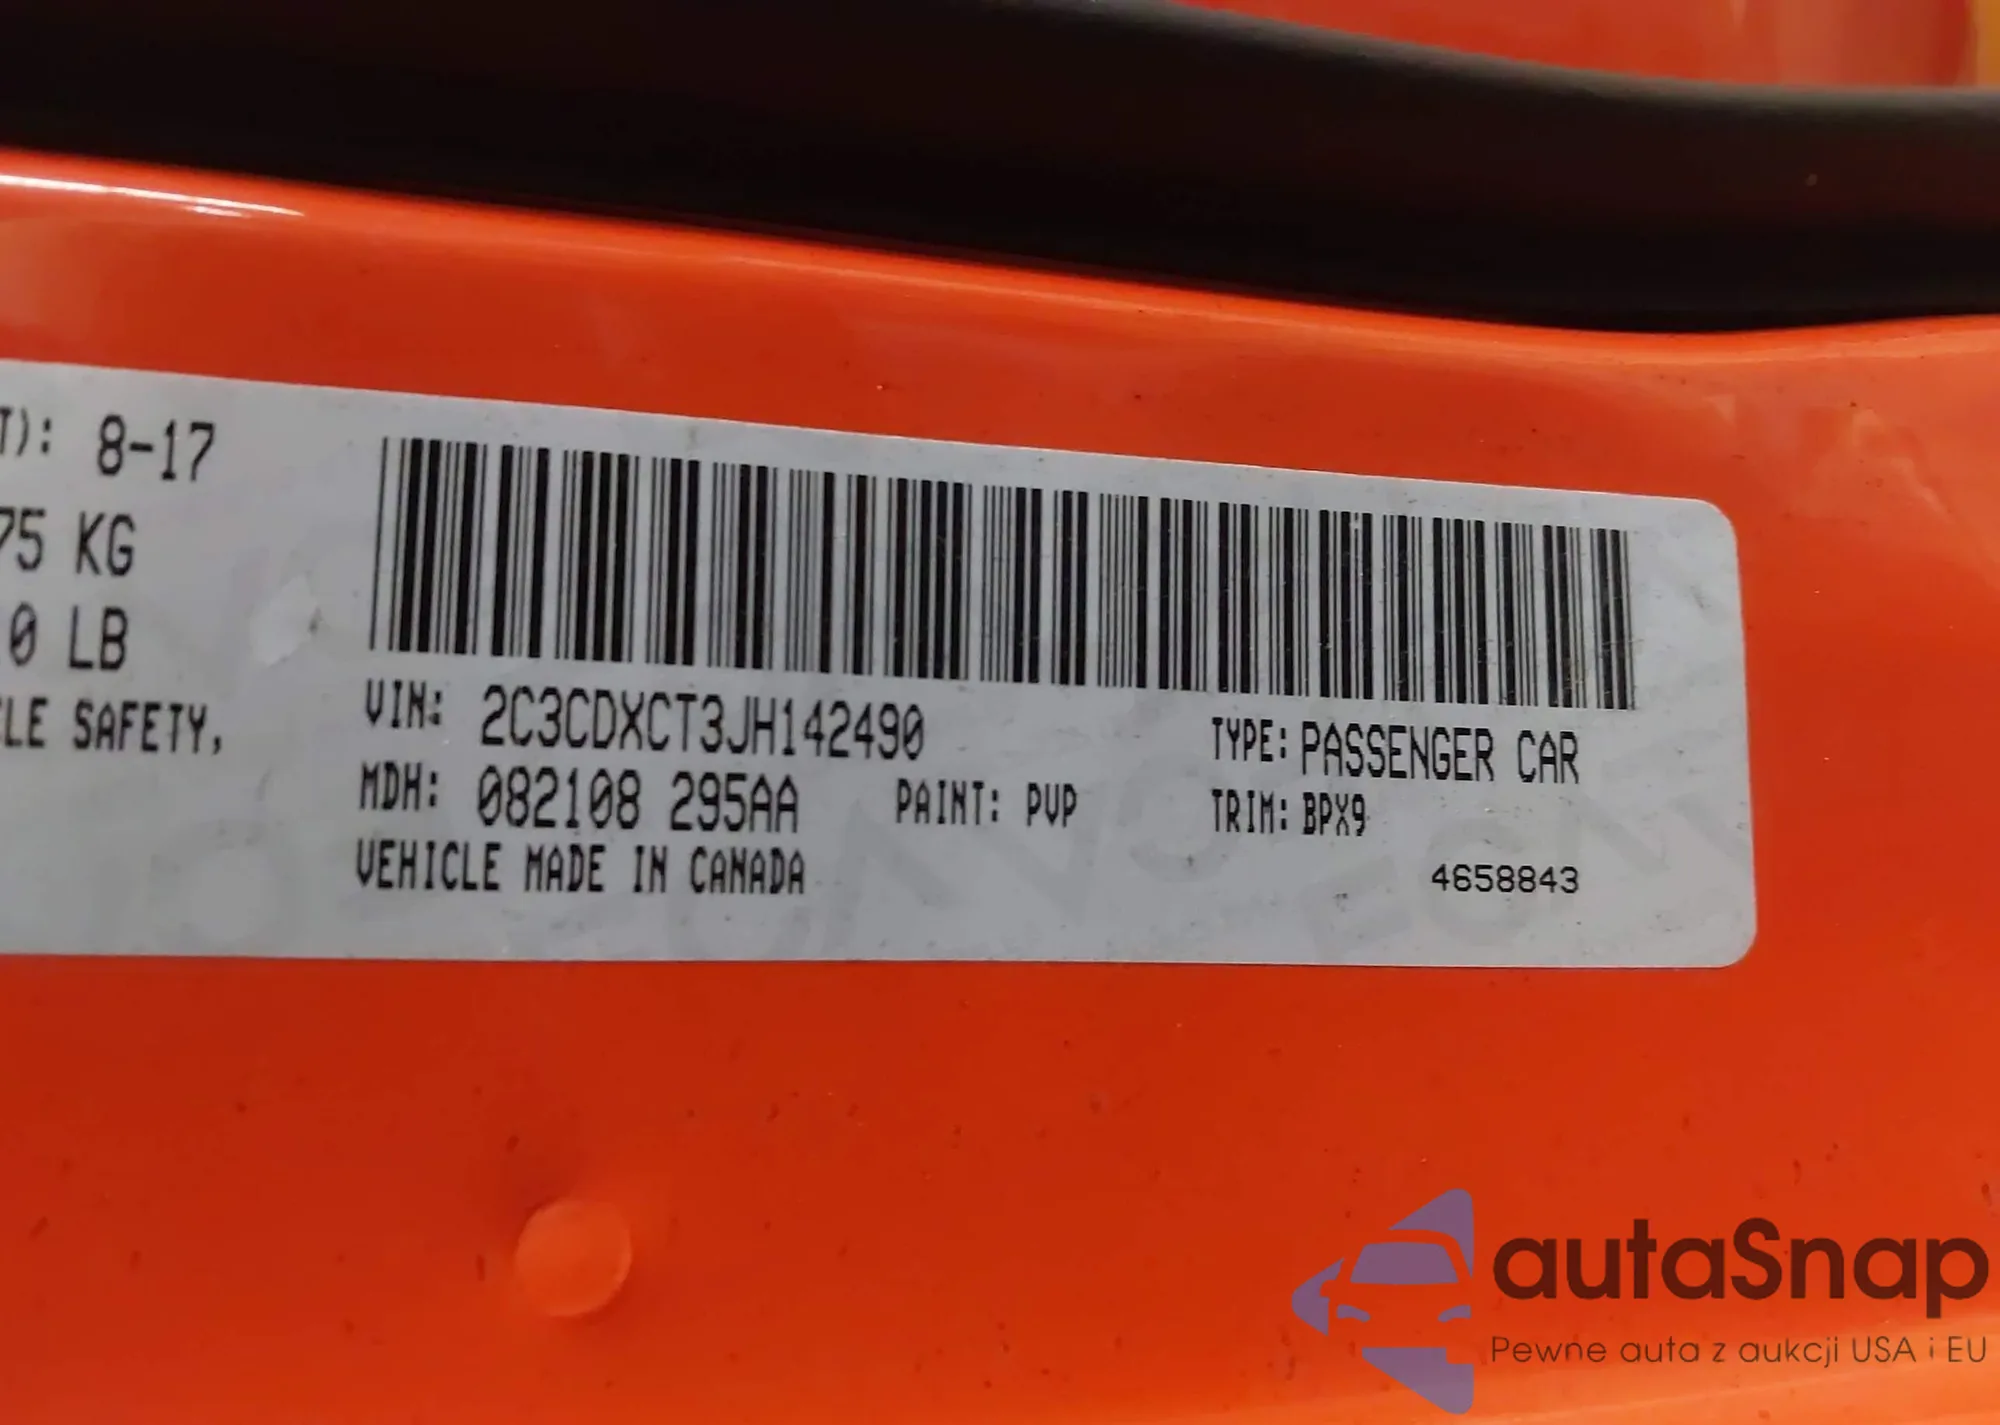 T): 8-17
75 KG
0 LB
LE SAFETY,
VIN: 2C3CDXCT3JH142490
TYPE: PASSENGER CAR
MDH: 082108 295AA PAINT: PVP TRIM: BPX9
VEHICLE MADE IN CANADA
4658843
autaSnap
Pewne auta z aukcji USA i EU